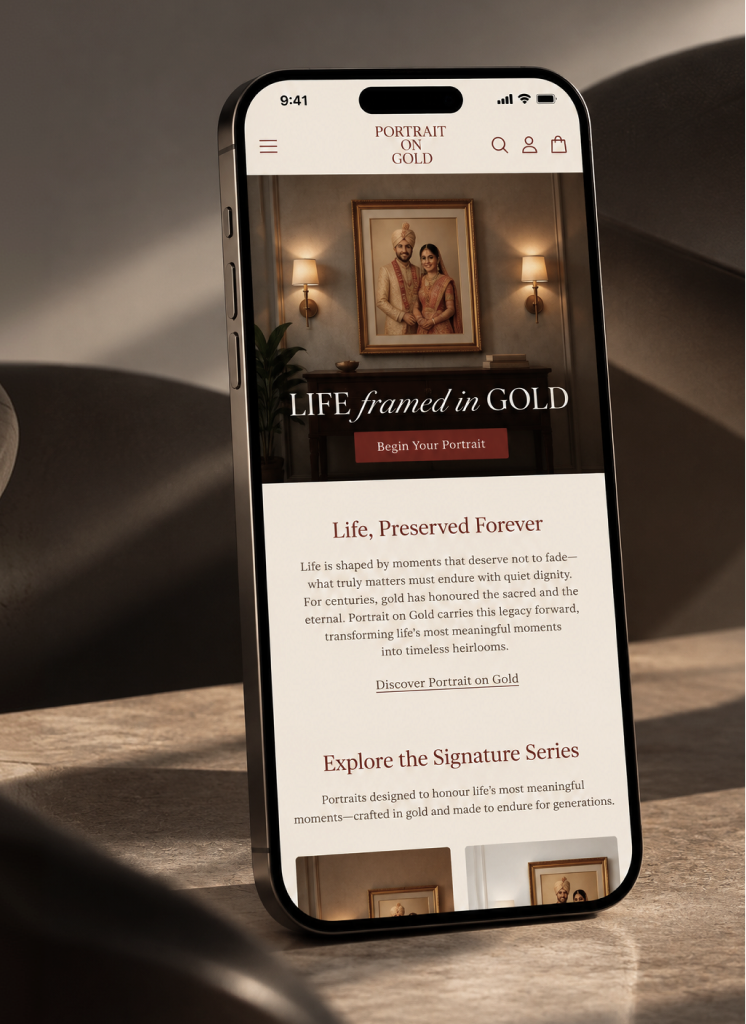 9:41
PORTRAIT
ON
GOLD
LIFE framed in GOLD
Begin Your Portrait
Life, Preserved Forever
Life is shaped by moments that deserve not to fade—
what truly matters must endure with quiet dignity.
For centuries, gold has honoured the sacred and the
eternal. Portrait on Gold carries this legacy forward,
transforming life's most meaningful moments
into timeless heirlooms.
Discover Portrait on Gold
Explore the Signature Series
Portraits designed to honour life's most meaningful
moments—crafted in gold and made to endure for generations.